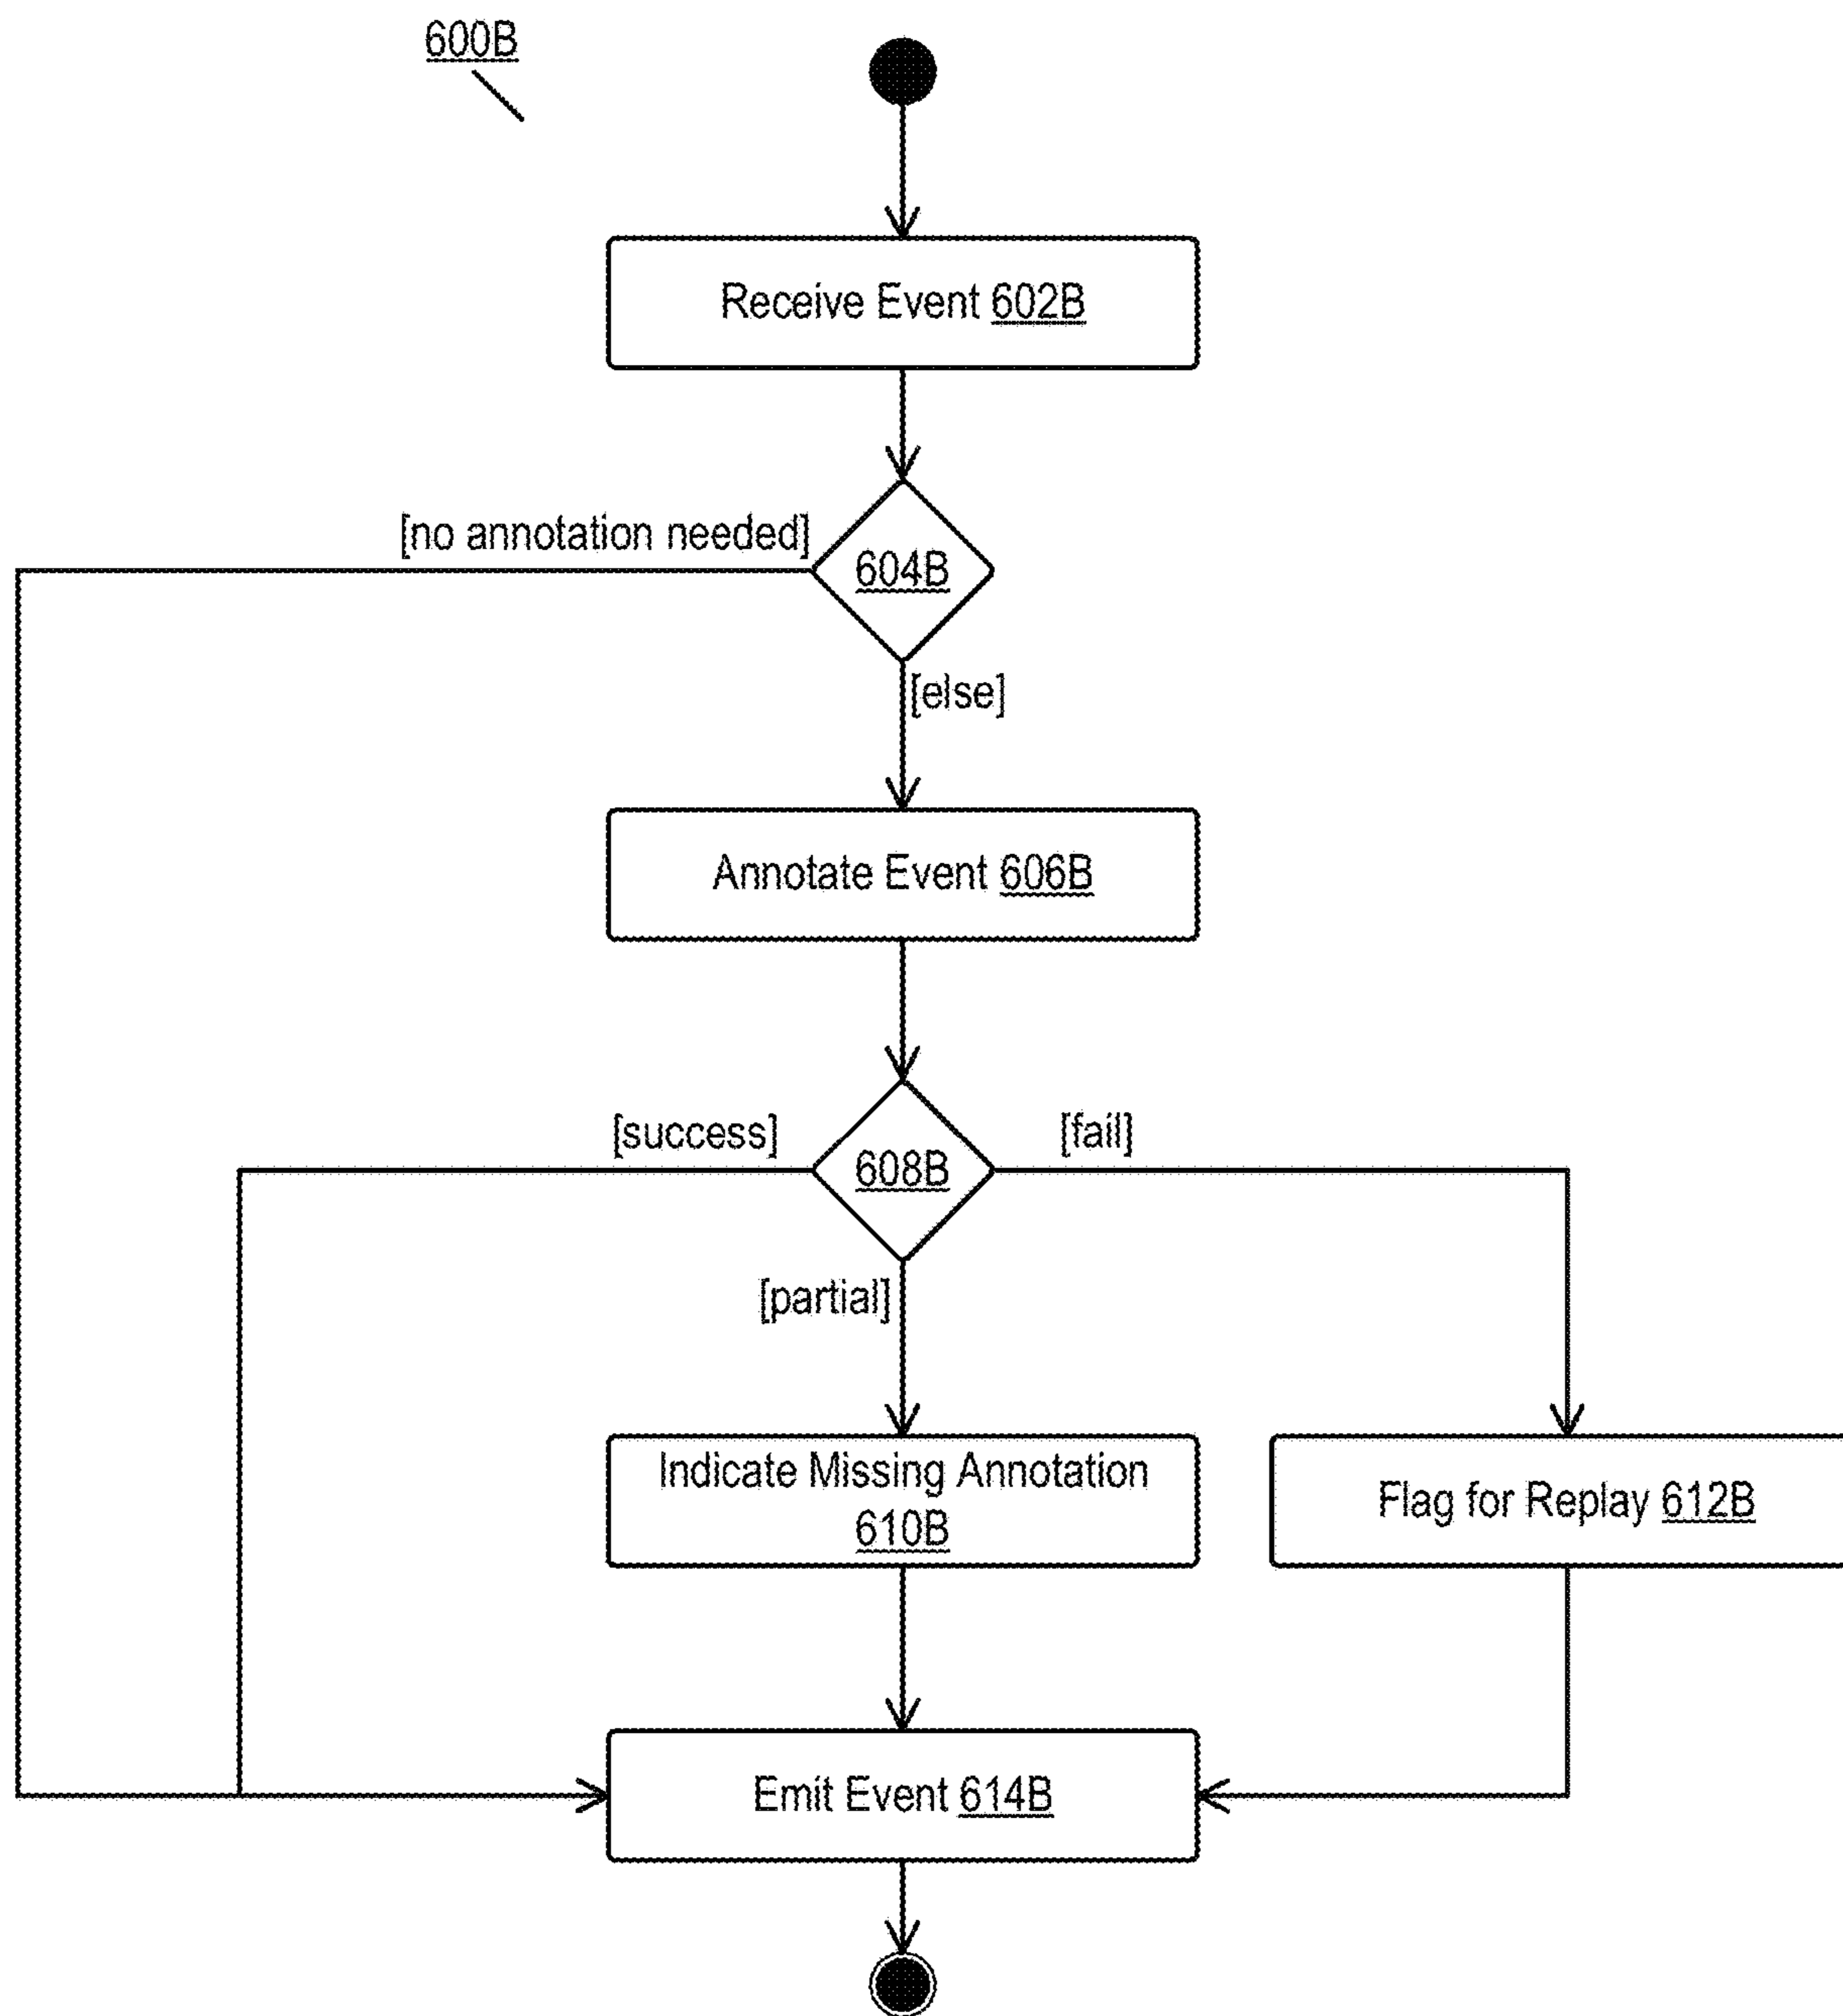 600B
Receive Event 602B
[no annotation needed]
604B
[else]
Annotate Event 606B
[success]
608B
[fail]
[partial]
Indicate Missing Annotation
610B
Flag for Replay 612B
Emit Event 614B